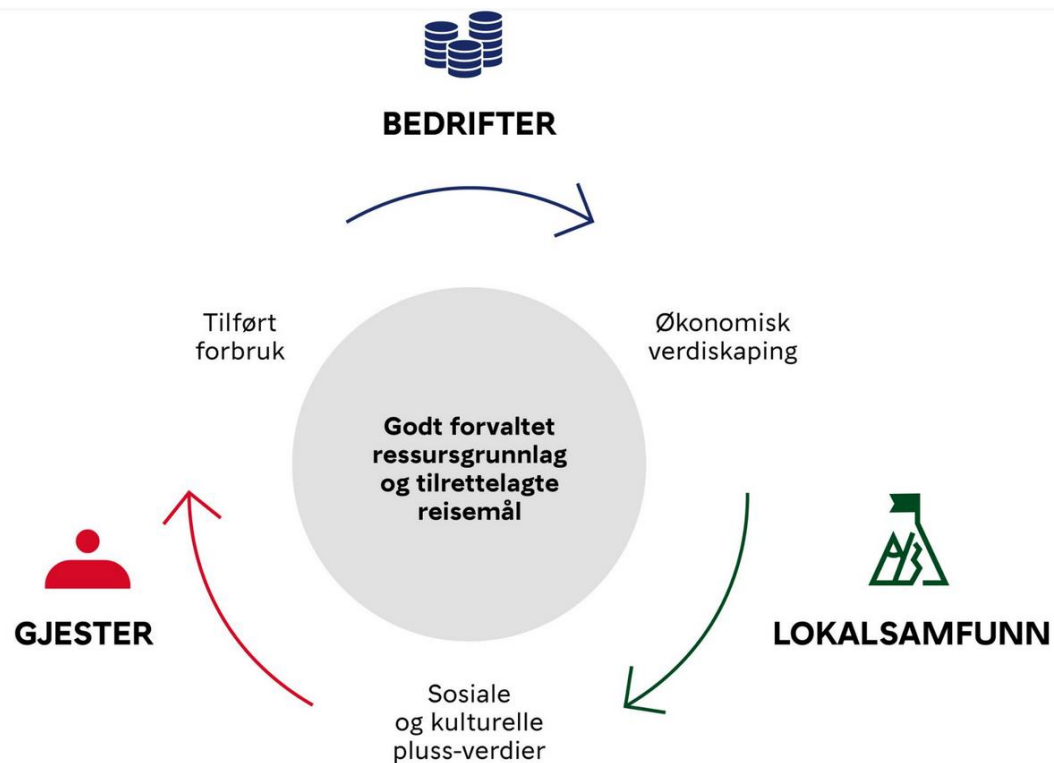 BEDRIFTER
Tilført
forbruk
Økonomisk
verdiskaping
Godt forvaltet
ressursgrunnlag
og tilrettelagte
reisemål
GJESTER
LOKALSAMFUNN
Sosiale
og kulturelle
pluss-verdier